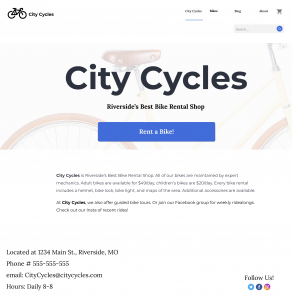 City Cycles
City Cycles Bikes Blog About
Search
City Cycles
Riverside's Best Bike Rental Shop
Rent a Bike!
City Cycles is Riverside's Best Bike Rental Shop. All of our bikes are maintained by expert
mechanics. Adult bikes are available for $40/day, children's bikes are $20/day. Every bike rental
includes a helmet, bike lock, bike light, and maps of the area. Additional accessories are available.
At City Cycles, we also offer guided bike tours. Or join our Facebook group for weekly rides/rings.
Check out our Insta of recent rides!
Located at 1234 Main St., Riverside, MO
Phone # 555-555-555
email: CityCycles@citycycles.com
Hours: Daily 8-8
Follow Us!